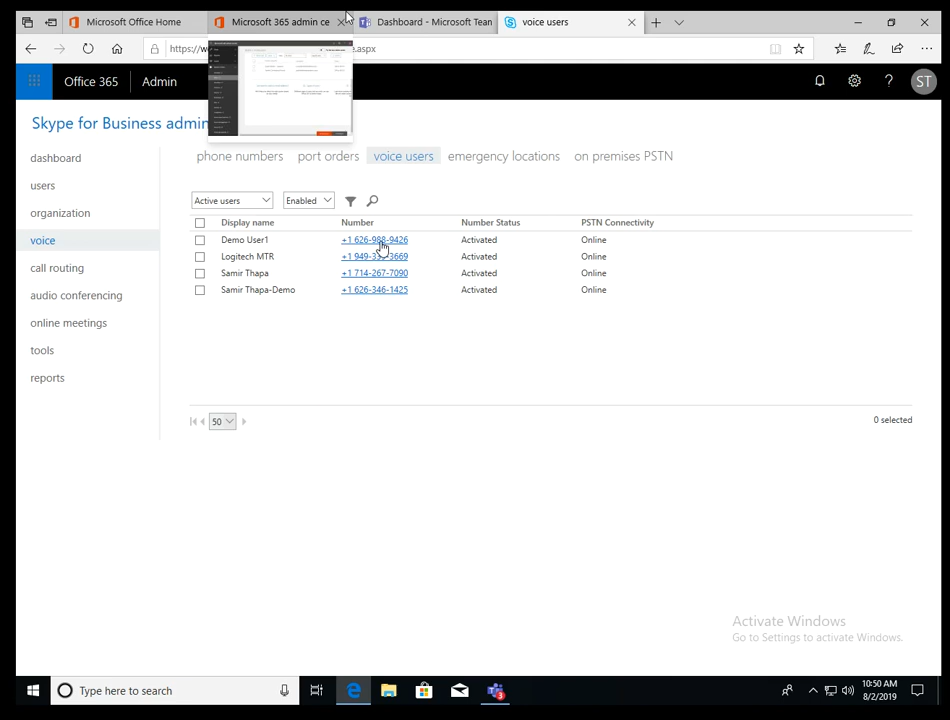 Microsoft Office Home
Microsoft 365 admin ce
Dashboard - Microsoft Team
voice users
Office 365
Admin
ST
Skype for Business admin
dashboard
users
organization
voice
call routing
audio conferencing
online meetings
tools
reports
phone numbers
port orders
voice users
emergency locations
on premises PSTN
Active users
Enabled
Display name Number Number Status PSTN Connectivity
Demo User1 +1 626-988-9426 Activated Online
Logitech MTR Activated Online
Samir Thapa +1 714-267-7090 Activated Online
Samir Thapa-Demo +1 626-346-1425 Activated Online
50
0 selected
Activate Windows
Go to Settings to activate Windows.
Type here to search
3
10:50 AM
8/2/2019